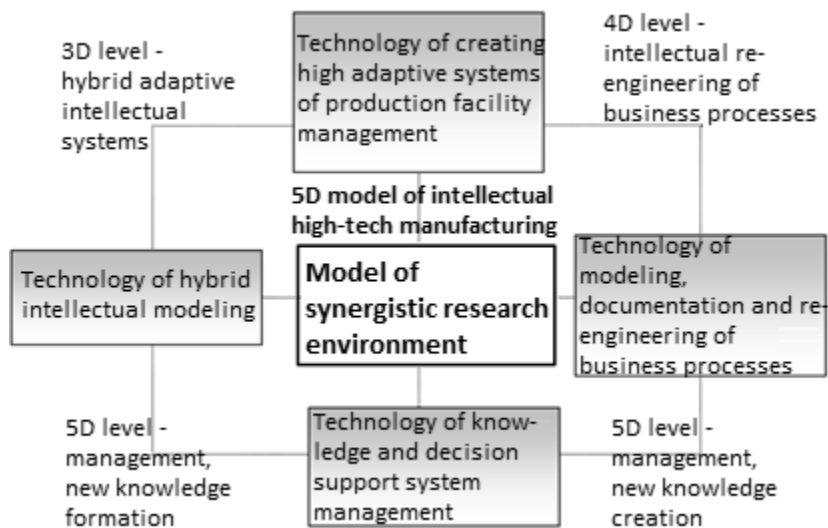 3D level -
hybrid adaptive
intellectual
systems
Technology of creating
high adaptive systems
of production facility
management
4D level -
intellectual re-
engineering of
business processes
5D model of intellectual
high-tech manufacturing
Technology of hybrid
intellectual modeling
Model of
synergistic research
environment
Technology of
modeling,
documentation and re-
engineering of
business processes
5D level -
management,
new knowledge
formation
Technology of know-
ledge and decision
support system
management
5D level -
management,
new knowledge
creation